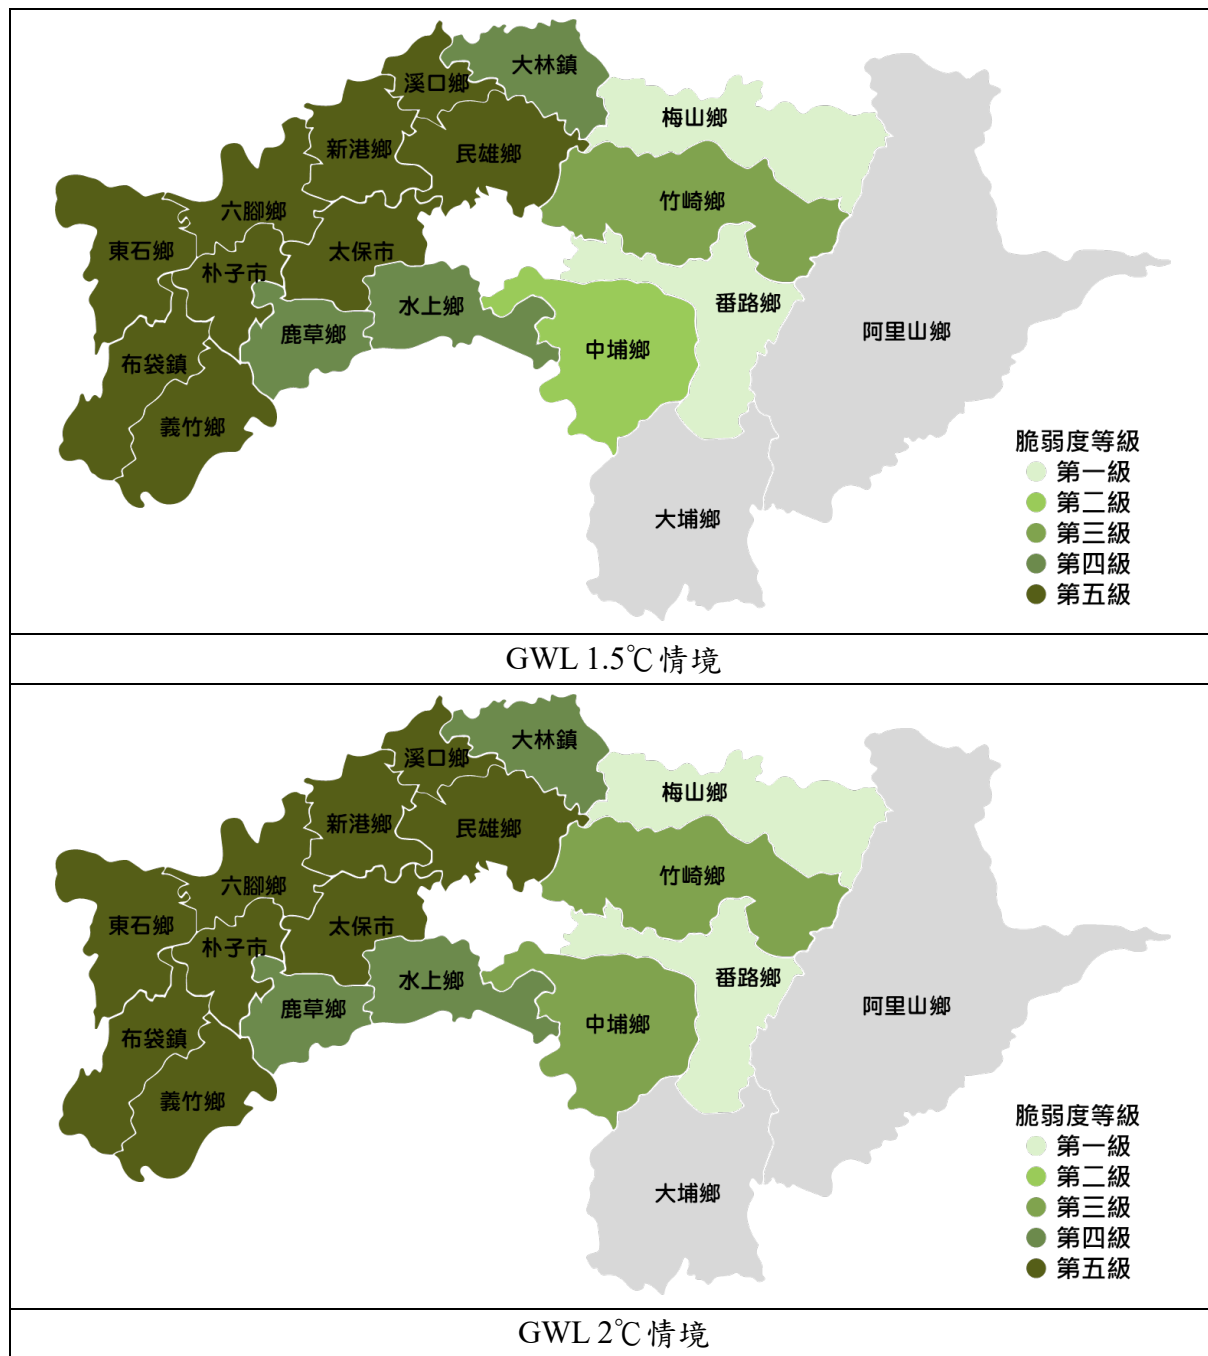 大林鎮
溪口鄉
梅山鄉
新港鄉
民雄鄉
竹崎鄉
六腳鄉
東石鄉
太保市
朴子市
水上鄉
番路鄉
鹿草鄉
阿里山鄉
中埔鄉
布袋鎮
義竹鄉
大埔鄉
脆弱度等級
第一級
第二級
第三級
第四級
第五級
GWL 1.5℃情境
大林鎮
溪口鄉
梅山鄉
新港鄉
民雄鄉
竹崎鄉
六腳鄉
東石鄉
太保市
朴子市
水上鄉
番路鄉
鹿草鄉
阿里山鄉
中埔鄉
布袋鎮
義竹鄉
大埔鄉
脆弱度等級
第一級
第二級
第三級
第四級
第五級
GWL 2℃情境